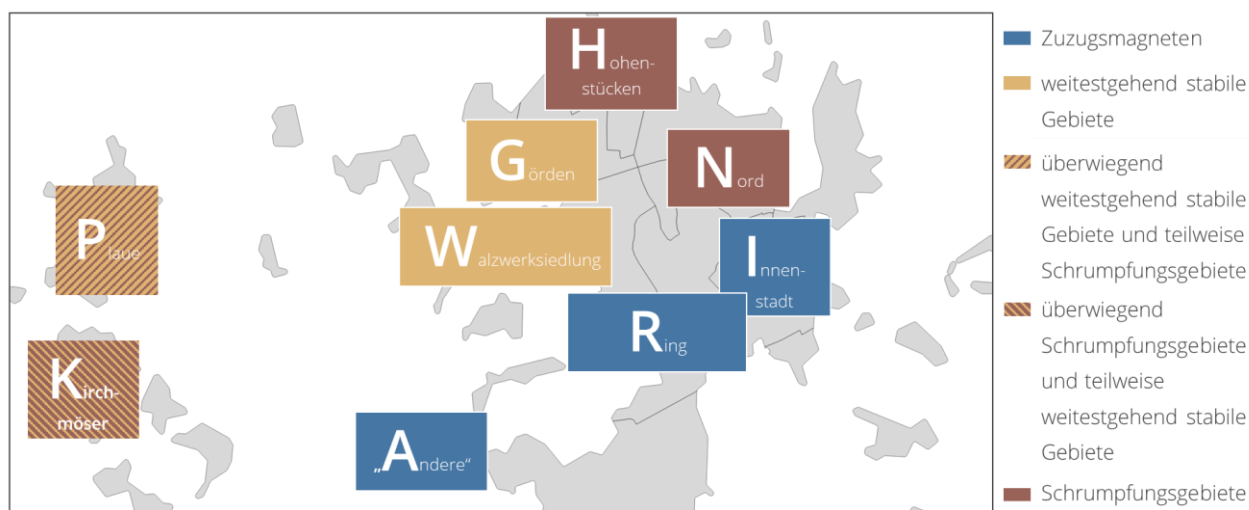 Hohen-
stücken
Görden
Nord
Plaue
Walzwerksiedlung
Innen-
stadt
Ring
Kirch-
möser
„Andere“
Zuzugsmagneten
weitestgehend stabile
Gebiete
überwiegend
weitestgehend stabile
Gebiete und teilweise
Schrumpfungsgebiete
überwiegend
Schrumpfungsgebiete
und teilweise
weitestgehend stabile
Gebiete
Schrumpfungsgebiete